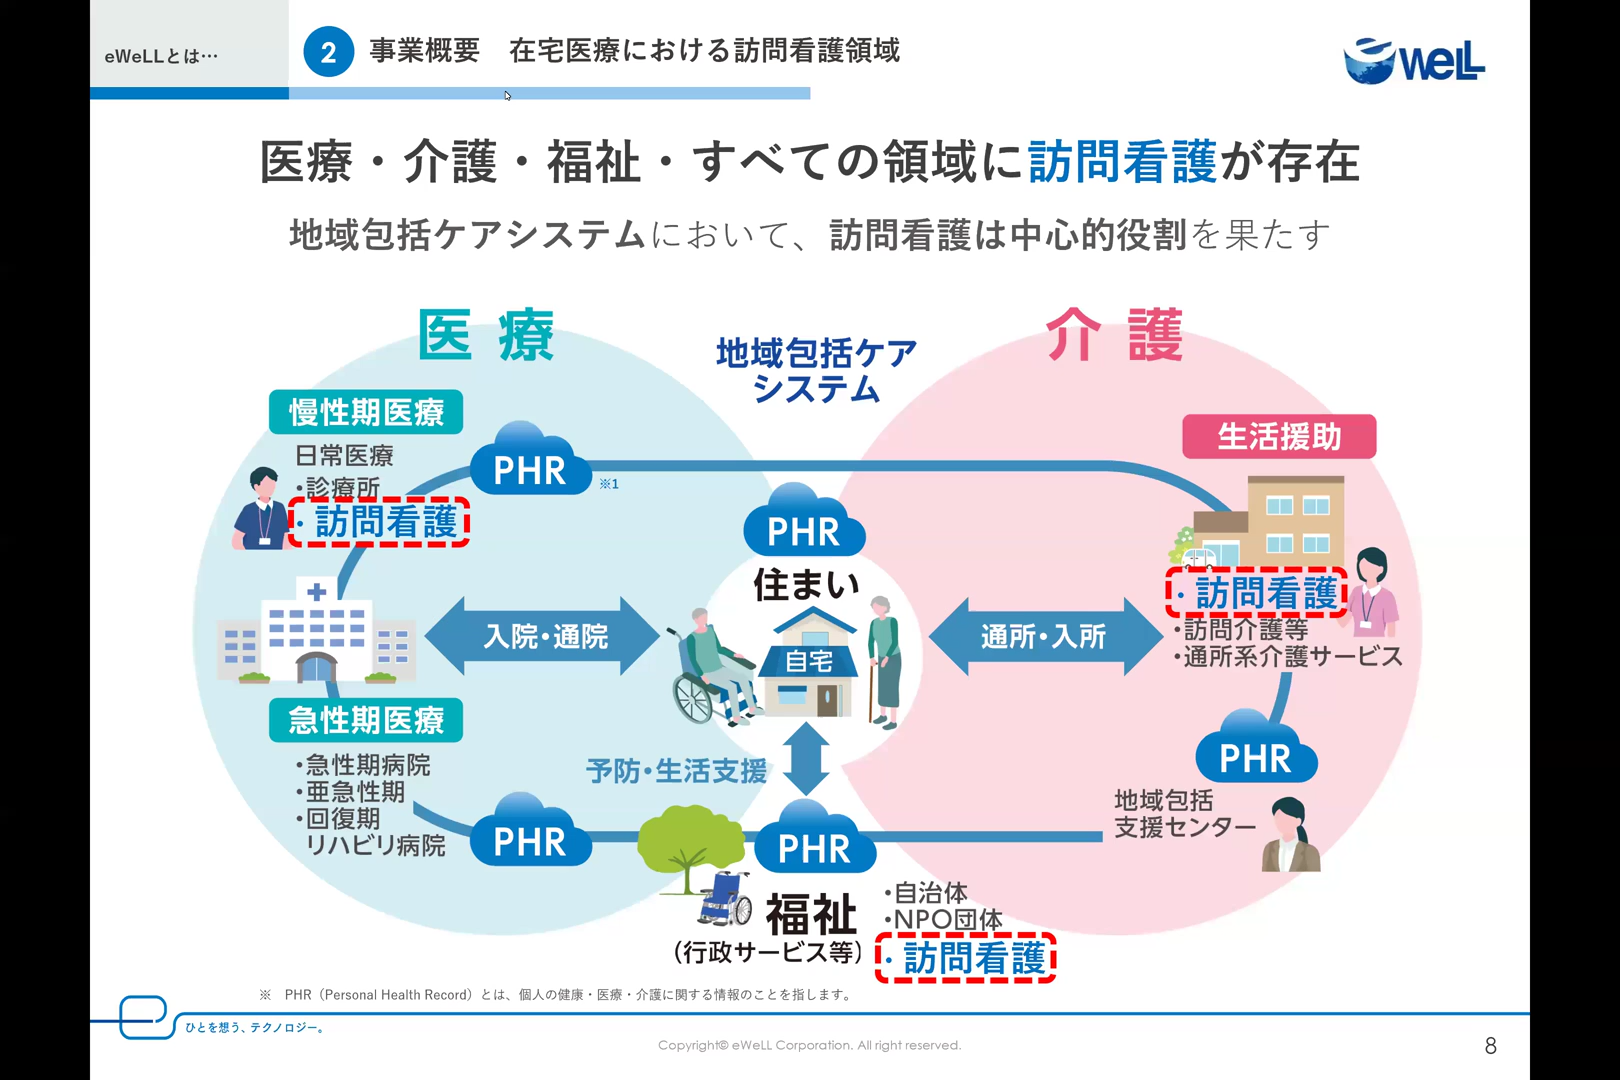 eWeLLとは…
2 事業概要　在宅医療における訪問看護領域
eWeLL
医療・介護・福祉・すべての領域に訪問看護が存在
地域包括ケアシステムにおいて、訪問看護は中心的役割を果たす
医療
地域包括ケア
システム
介護
慢性期医療
日常医療
・診療所
・訪問看護
PHR
※1
PHR
住まい
自宅
生活援助
・訪問看護
・訪問介護等
・通所系介護サービス
入院・通院
通所・入所
急性期医療
・急性期病院
・亜急性期
・回復期
リハビリ病院
予防・生活支援
PHR
PHR
PHR
地域包括
支援センター
福祉
(行政サービス等)
・自治体
・NPO団体
・訪問看護
※　PHR（Personal Health Record）とは、個人の健康・医療・介護に関する情報のことを指します。
ひとを想う、テクノロジー。
Copyright© eWeLL Corporation. All right reserved.
8